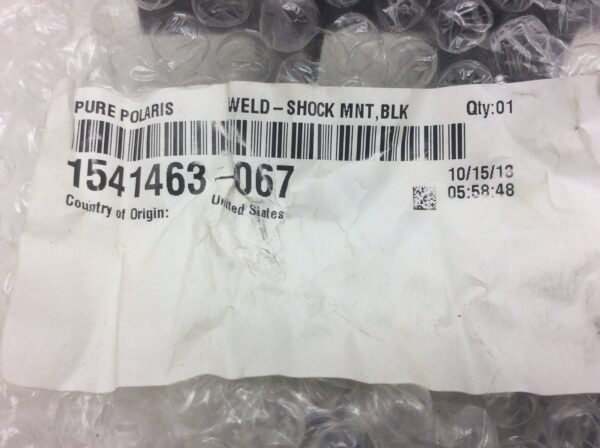 PURE POLARIS WELD-SHOCK MNT,BLK Qty:01
1541463-067
10/15/13
05:58:48
Country of Origin: United States